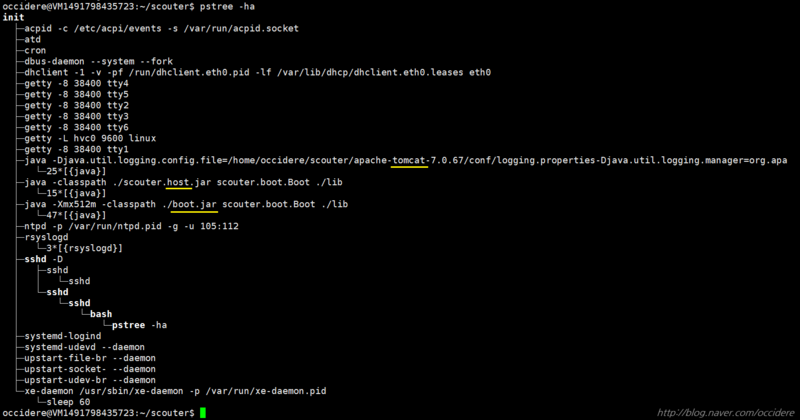 occidere@VM1491798435723:~/scouter$ pstree -ha
init
├─acpid -c /etc/acpi/events -s /var/run/acpid.socket
├─atd
├─cron
├─dbus-daemon --system --fork
├─dhclient -1 -v -pf /run/dhclient.eth0.pid -lf /var/lib/dhcp/dhclient.eth0.leases eth0
├─getty -8 38400 tty4
├─getty -8 38400 tty5
├─getty -8 38400 tty2
├─getty -8 38400 tty3
├─getty -8 38400 tty6
├─getty -L hvc0 9600 linux
├─getty -8 38400 tty1
├─java -Djava.util.logging.config.file=/home/occidere/scouter/apache-tomcat-7.0.67/conf/logging.properties-Djava.util.logging.manager=org.apa
│   └─25*[{java}]
├─java -classpath ./scouter.host.jar scouter.boot.Boot ./lib
│   └─15*[{java}]
├─java -Xmx512m -classpath ./boot.jar scouter.boot.Boot ./lib
│   └─47*[{java}]
├─ntpd -p /var/run/ntpd.pid -g -u 105:112
├─rsyslogd
│   └─3*[{rsyslogd}]
├─sshd -D
│   ├─sshd
│   │   └─sshd
│   └─sshd
│       └─sshd
│           └─bash
│               └─pstree -ha
├─systemd-logind
├─systemd-udevd --daemon
├─upstart-file-br --daemon
├─upstart-socket- --daemon
├─upstart-udev-br --daemon
└─xe-daemon /usr/sbin/xe-daemon -p /var/run/xe-daemon.pid
    └─sleep 60
occidere@VM1491798435723:~/scouter$
http://blog.naver.com/occidere